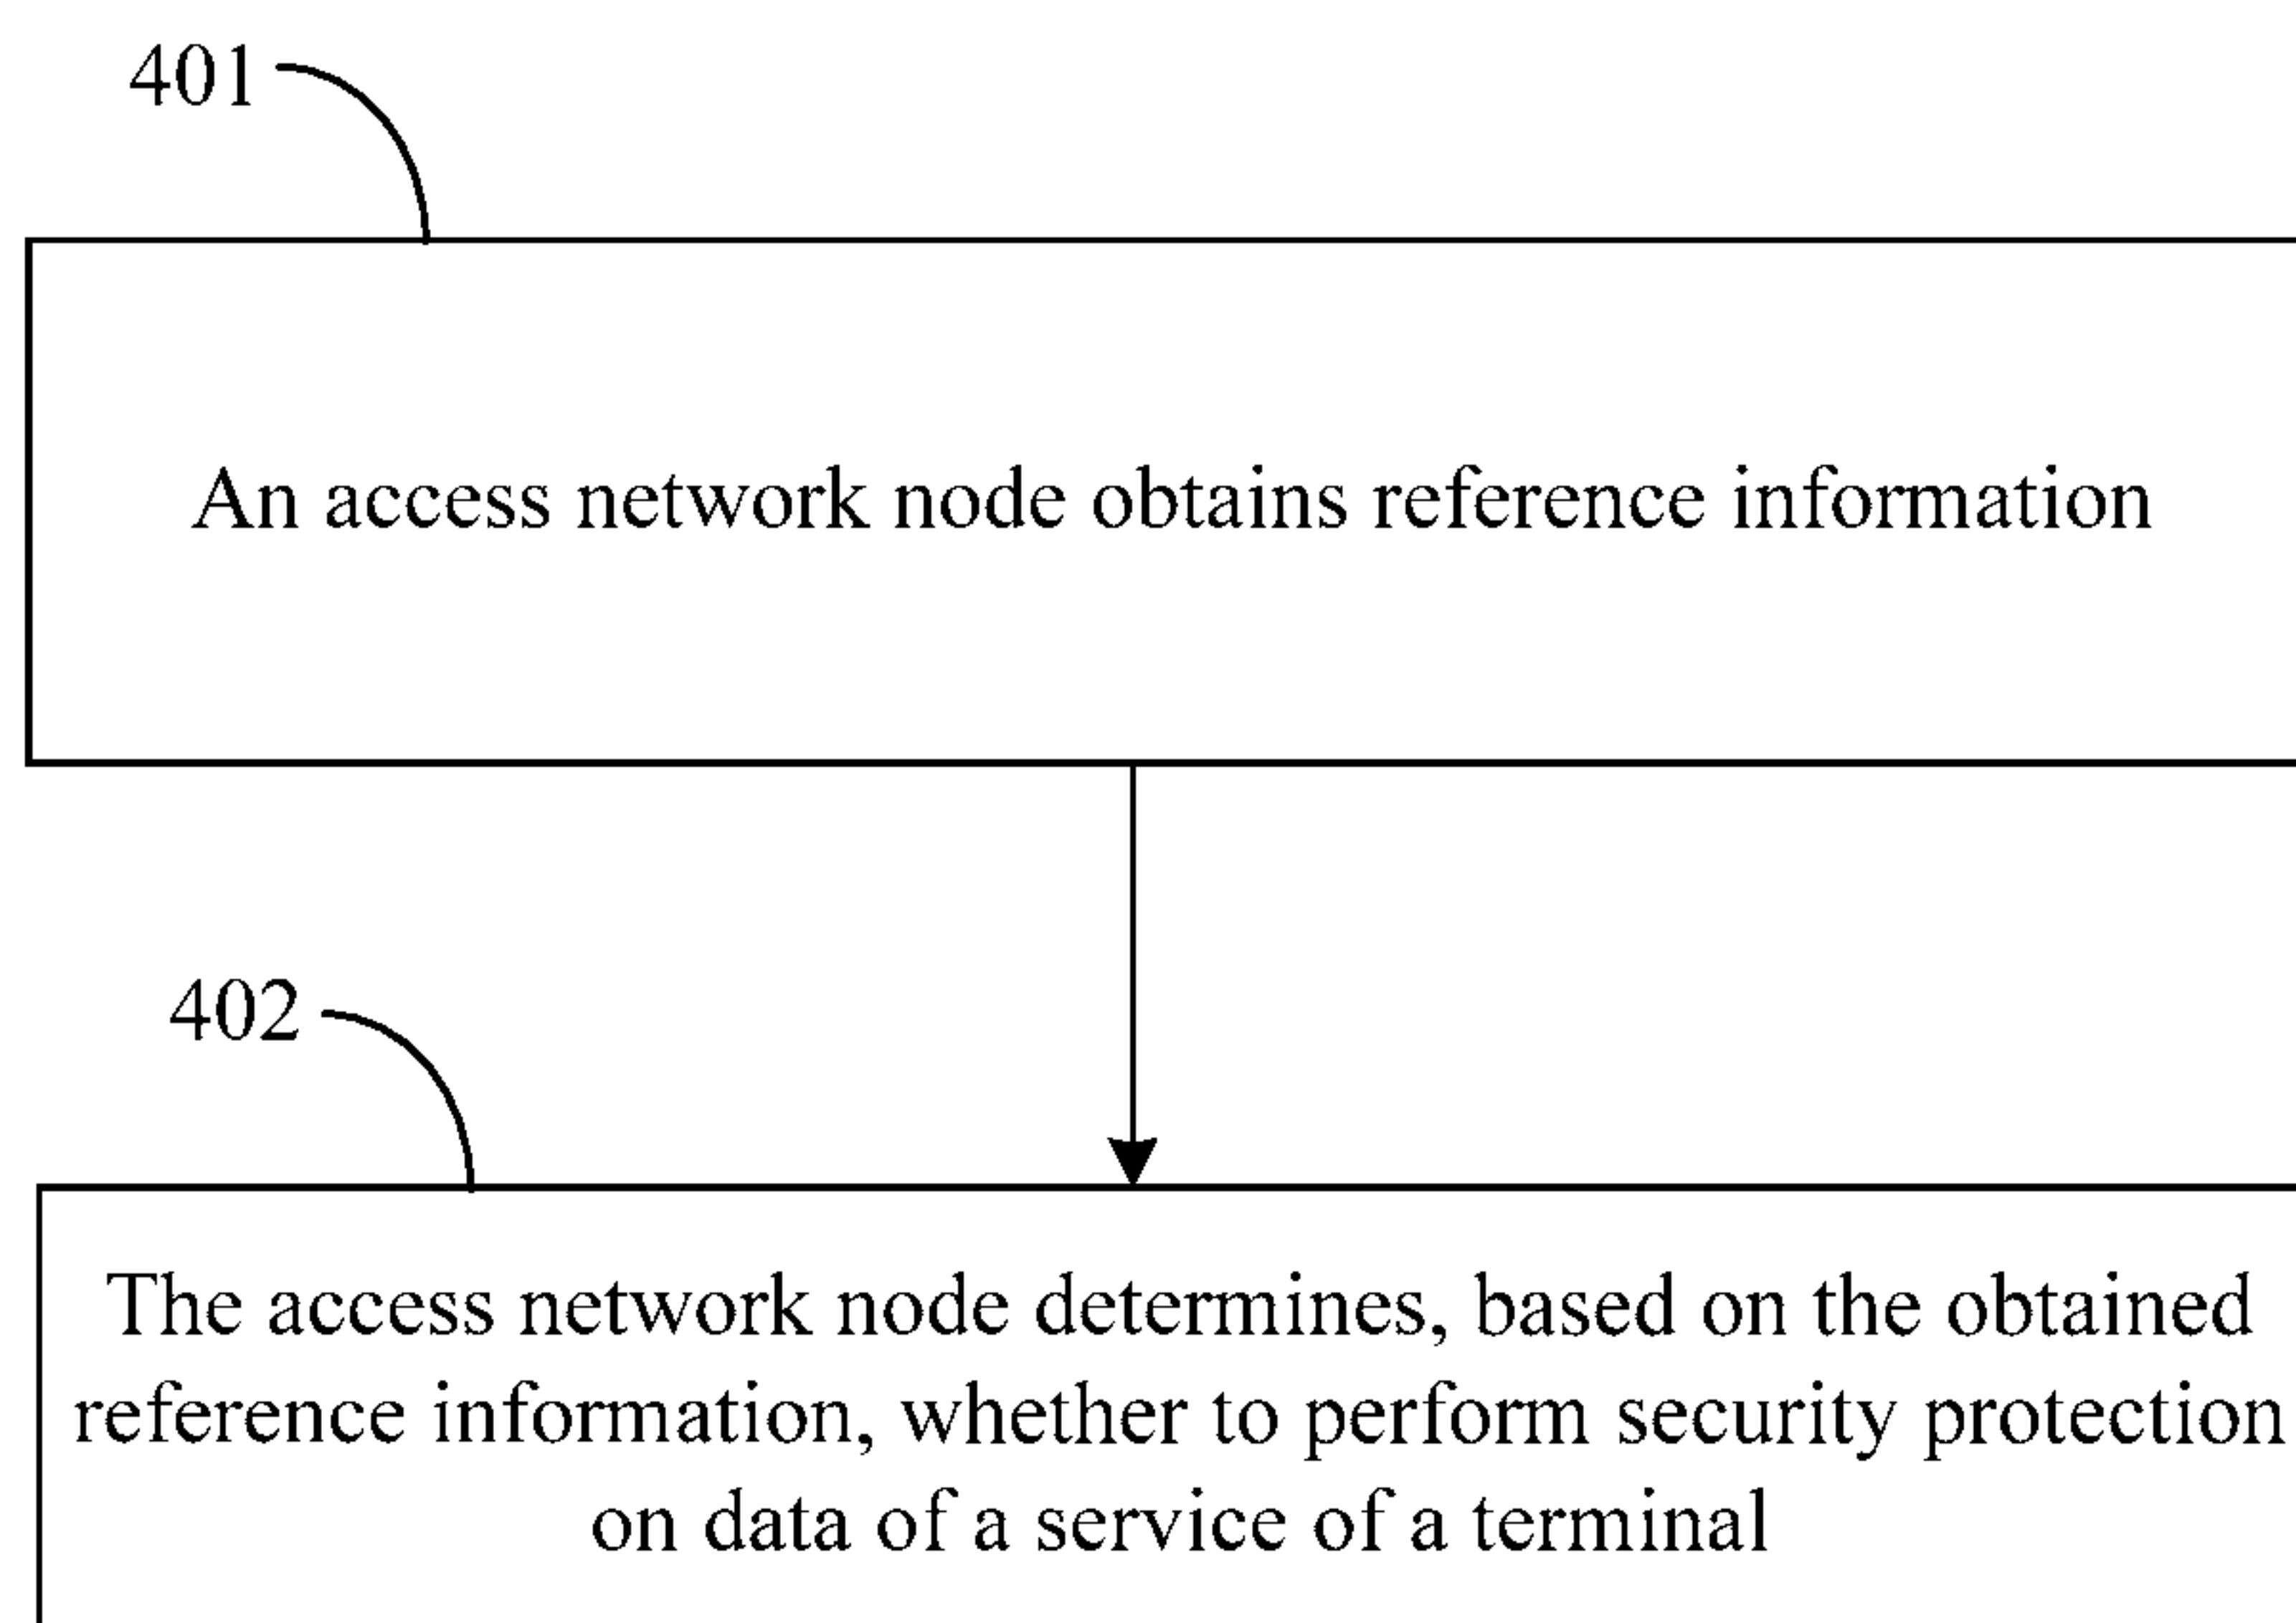 401
An access network node obtains reference information
402
The access network node determines, based on the obtained
reference information, whether to perform security protection
on data of a service of a terminal